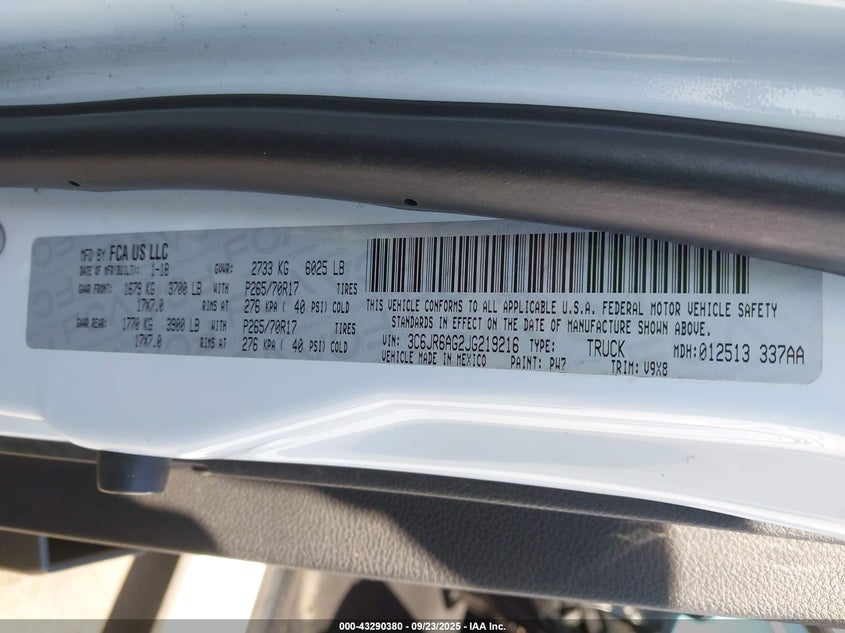 MFD BY FCA US LLC
DATE OF MFR(BUILT): 1-18 GVWR: 2733 KG 6025 LB
GAWR FRONT: 1679 KG 3700 LB WITH P265/70R17 TIRES
17X7.0 RIMS AT 276 KPA ( 40 PSI) COLD
GAWR REAR: 1770 KG 3900 LB WITH P265/70R17 TIRES
17X7.0 RIMS AT 276 KPA ( 40 PSI) COLD
THIS VEHICLE CONFORMS TO ALL APPLICABLE U.S.A. FEDERAL MOTOR VEHICLE SAFETY
STANDARDS IN EFFECT ON THE DATE OF MANUFACTURE SHOWN ABOVE.
VIN: 3C6JR6AG2JG219216 TYPE: TRUCK MDH:012513 337AA
VEHICLE MADE IN MEXICO PAINT: PW7 TRIM: V9X8
000-43290380 - 09/23/2025 - IAA Inc.